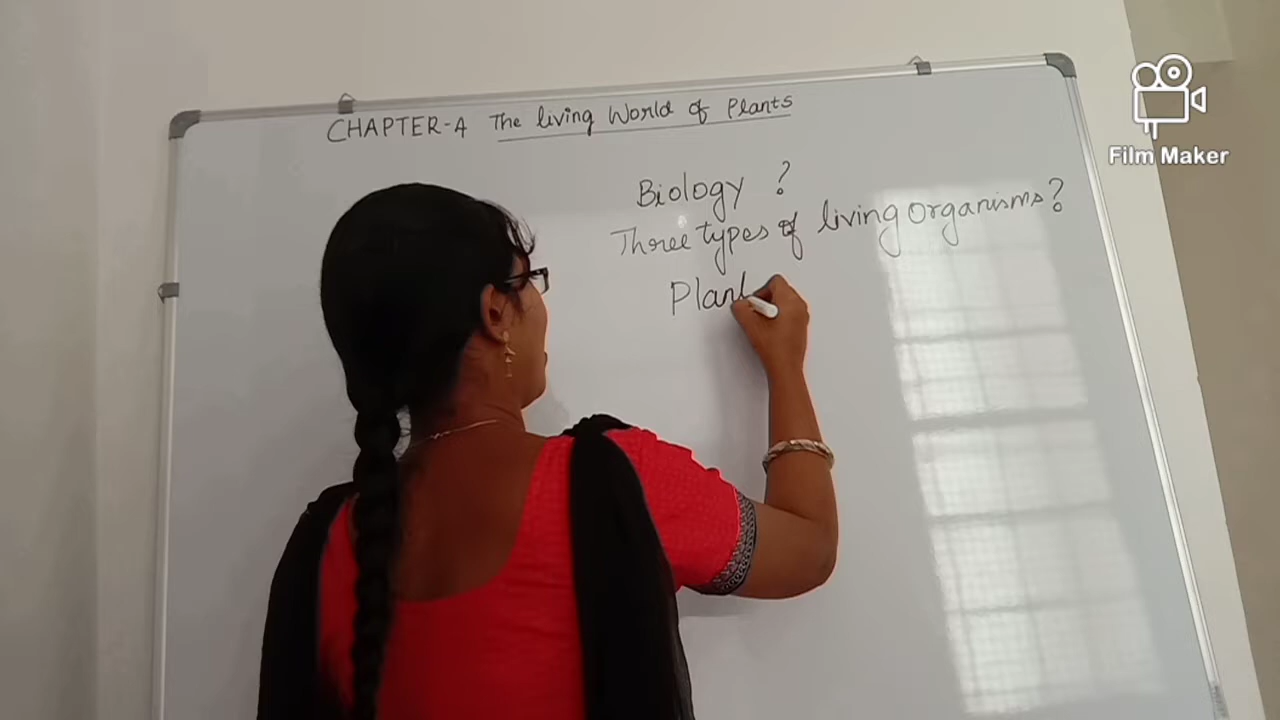 CHAPTER-4 The living World of Plants
Biology ?
Three types of living organisms?
Plant
Film Maker